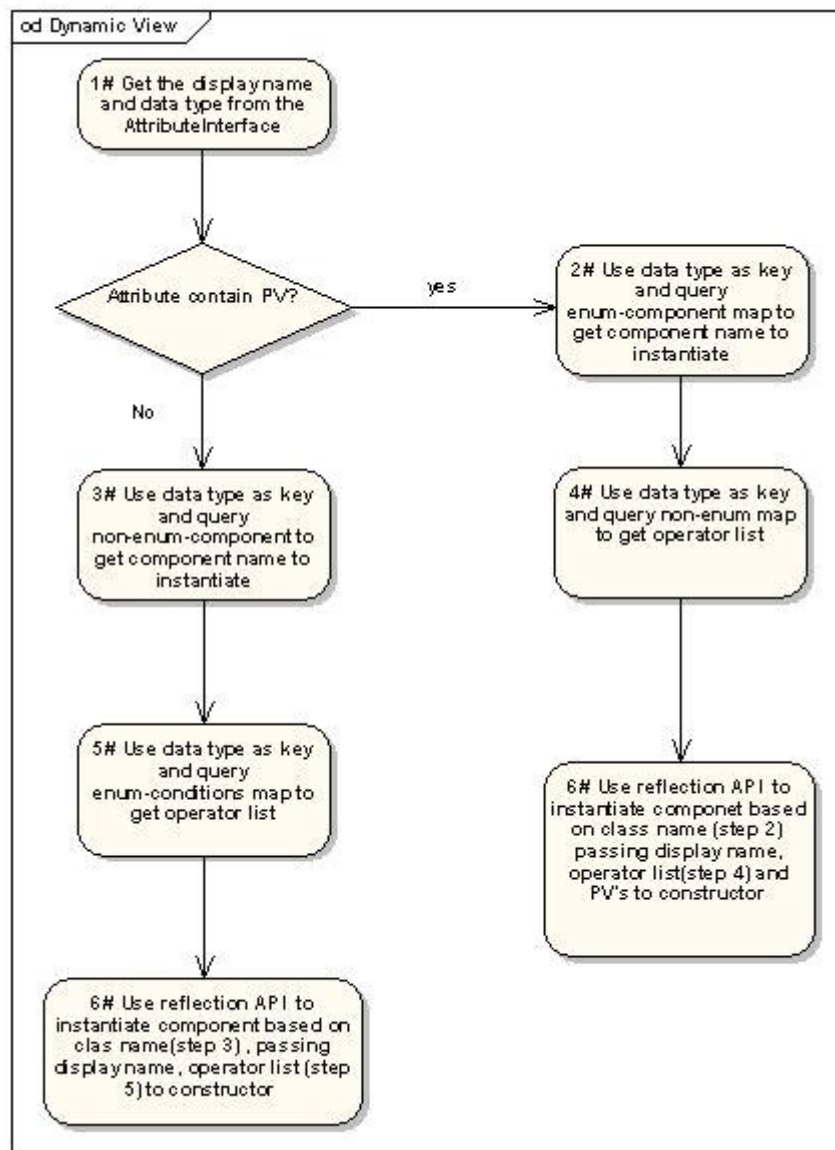 od Dynamic View
1# Get the display name
and data type from the
AttributeInterface
Attribute contain PV?
yes
2# Use data type as key
and query
enum-component map to
get component name to
instantiate
No
3# Use data type as key
and query
non-enum-component to
get component name to
instantiate
4# Use data type as key
and query non-enum map
to get operator list
5# Use data type as key
and query
enum-conditions map to
get operator list
6# Use reflection API to
instantiate componet based
on class name (step 2)
passing display name,
operator list(step 4) and
PV's to constructor
6# Use reflection API to
instantiate component based on
clas name(step 3) , passing
display name, operator list (step
5) to constructor